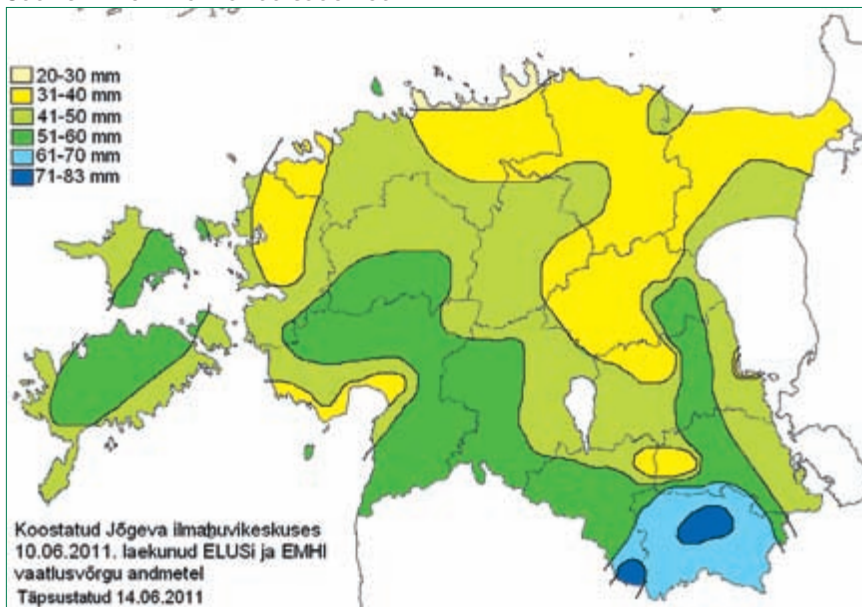 20-30 mm
31-40 mm
41-50 mm
51-60 mm
61-70 mm
71-83 mm
Koostatud Jõgeva ilmahuvikeskuses
10.06.2011. laekunud ELUSi ja EMHI
vaatlusvõrgu andmetel
Täpsustatud 14.06.2011